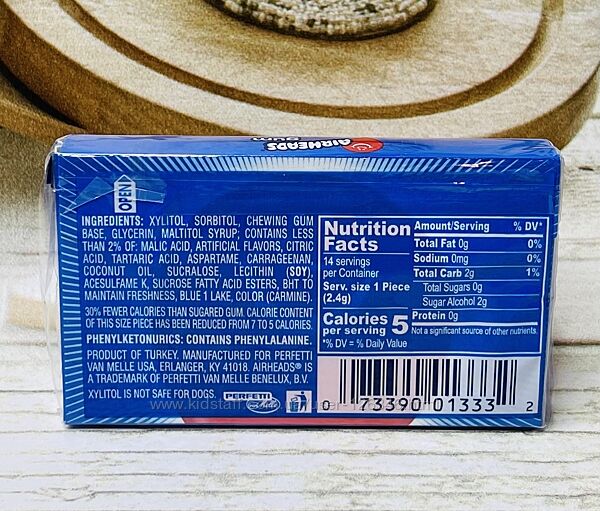 AIRHEADS
GUM
OPEN
INGREDIENTS: XYLITOL, SORBITOL, CHEWING GUM
BASE, GLYCERIN, MALTITOL SYRUP; CONTAINS LESS
THAN 2% OF: MALIC ACID, ARTIFICIAL FLAVORS, CITRIC
ACID, TARTARIC ACID, ASPARTAME, CARRAGEENAN,
COCONUT OIL, SUCRALOSE, LECITHIN (SOY),
ACESULFAME K, SUCROSE FATTY ESTERS, BHT TO
MAINTAIN FRESHNESS, BLUE 1 LAKE, COLOR (CARMINE).
30% FEWER CALORIES THAN SUGARED GUM. CALORIE CONTENT
OF THIS SIZE PIECE HAS BEEN REDUCED FROM 7 TO 5 CALORIES.
PHENYLKETONURICS: CONTAINS PHENYLALANINE.
PRODUCT OF TURKEY. MANUFACTURED FOR PERFETTI
VAN MELLE USA, ERLANGER, KY 41018. AIRHEADS® IS
A TRADEMARK OF PERFETTI VAN MELLE BENELUX, B.V.
XYLITOL IS NOT SAFE FOR DOGS.
PERFETTI
van Melle
Nutrition
Facts
14 servings
per Container
Serv. size 1 Piece
(2.4g)
Calories
per serving 5
*% DV = % Daily Value
Amount/Serving % DV*
Total Fat 0g 0%
Sodium 0mg 0%
Total Carb 2g 1%
Total Sugars 0g
Sugar Alcohol 2g
Protein 0g
Not a significant source of other nutrients.
0 73390 01333 2